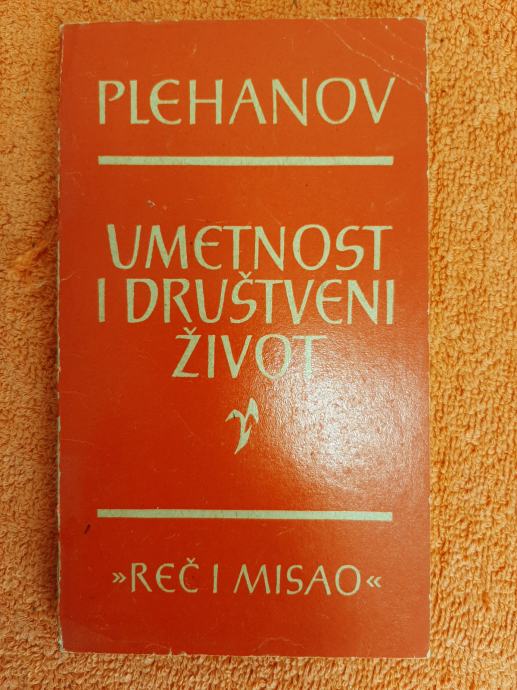 PLEHANOV
UMETNOST
I DRUŠTVENI
ŽIVOT
»REČ I MISAO«